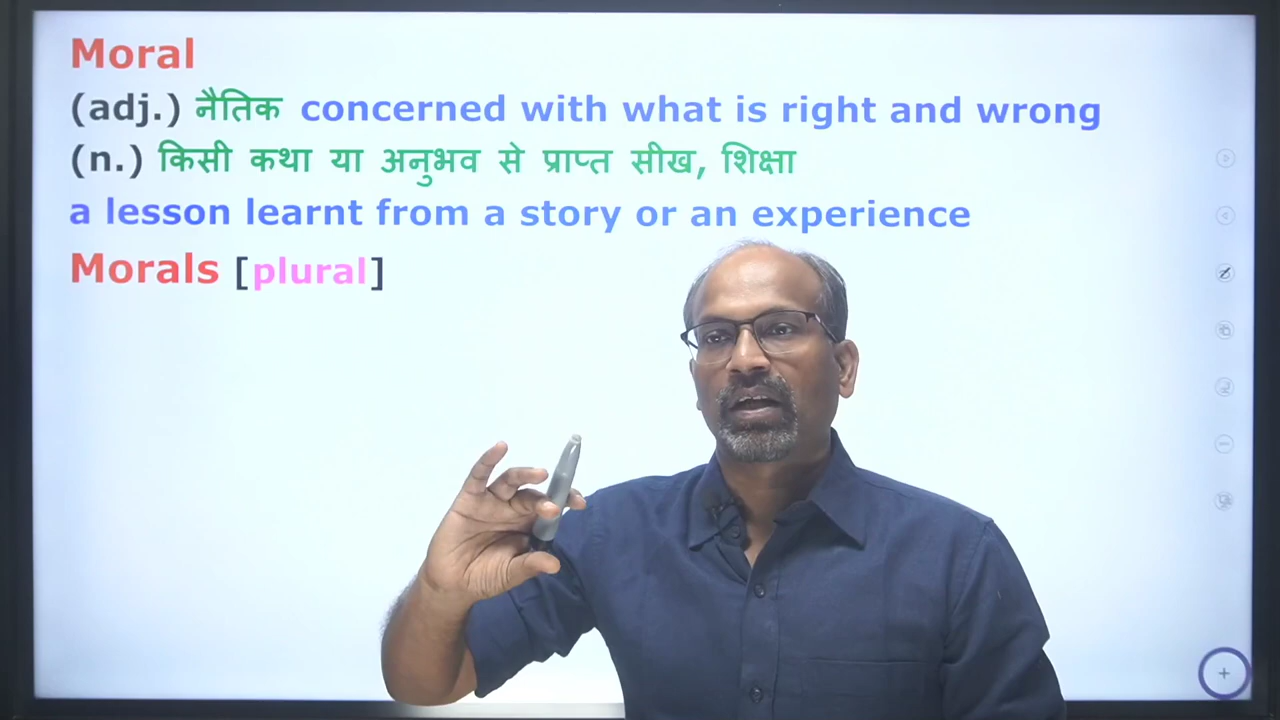 Moral
(adj.) नैतिक concerned with what is right and wrong
(n.) किसी कथा या अनुभव से प्राप्त सीख, शिक्षा
a lesson learnt from a story or an experience
Morals [plural]